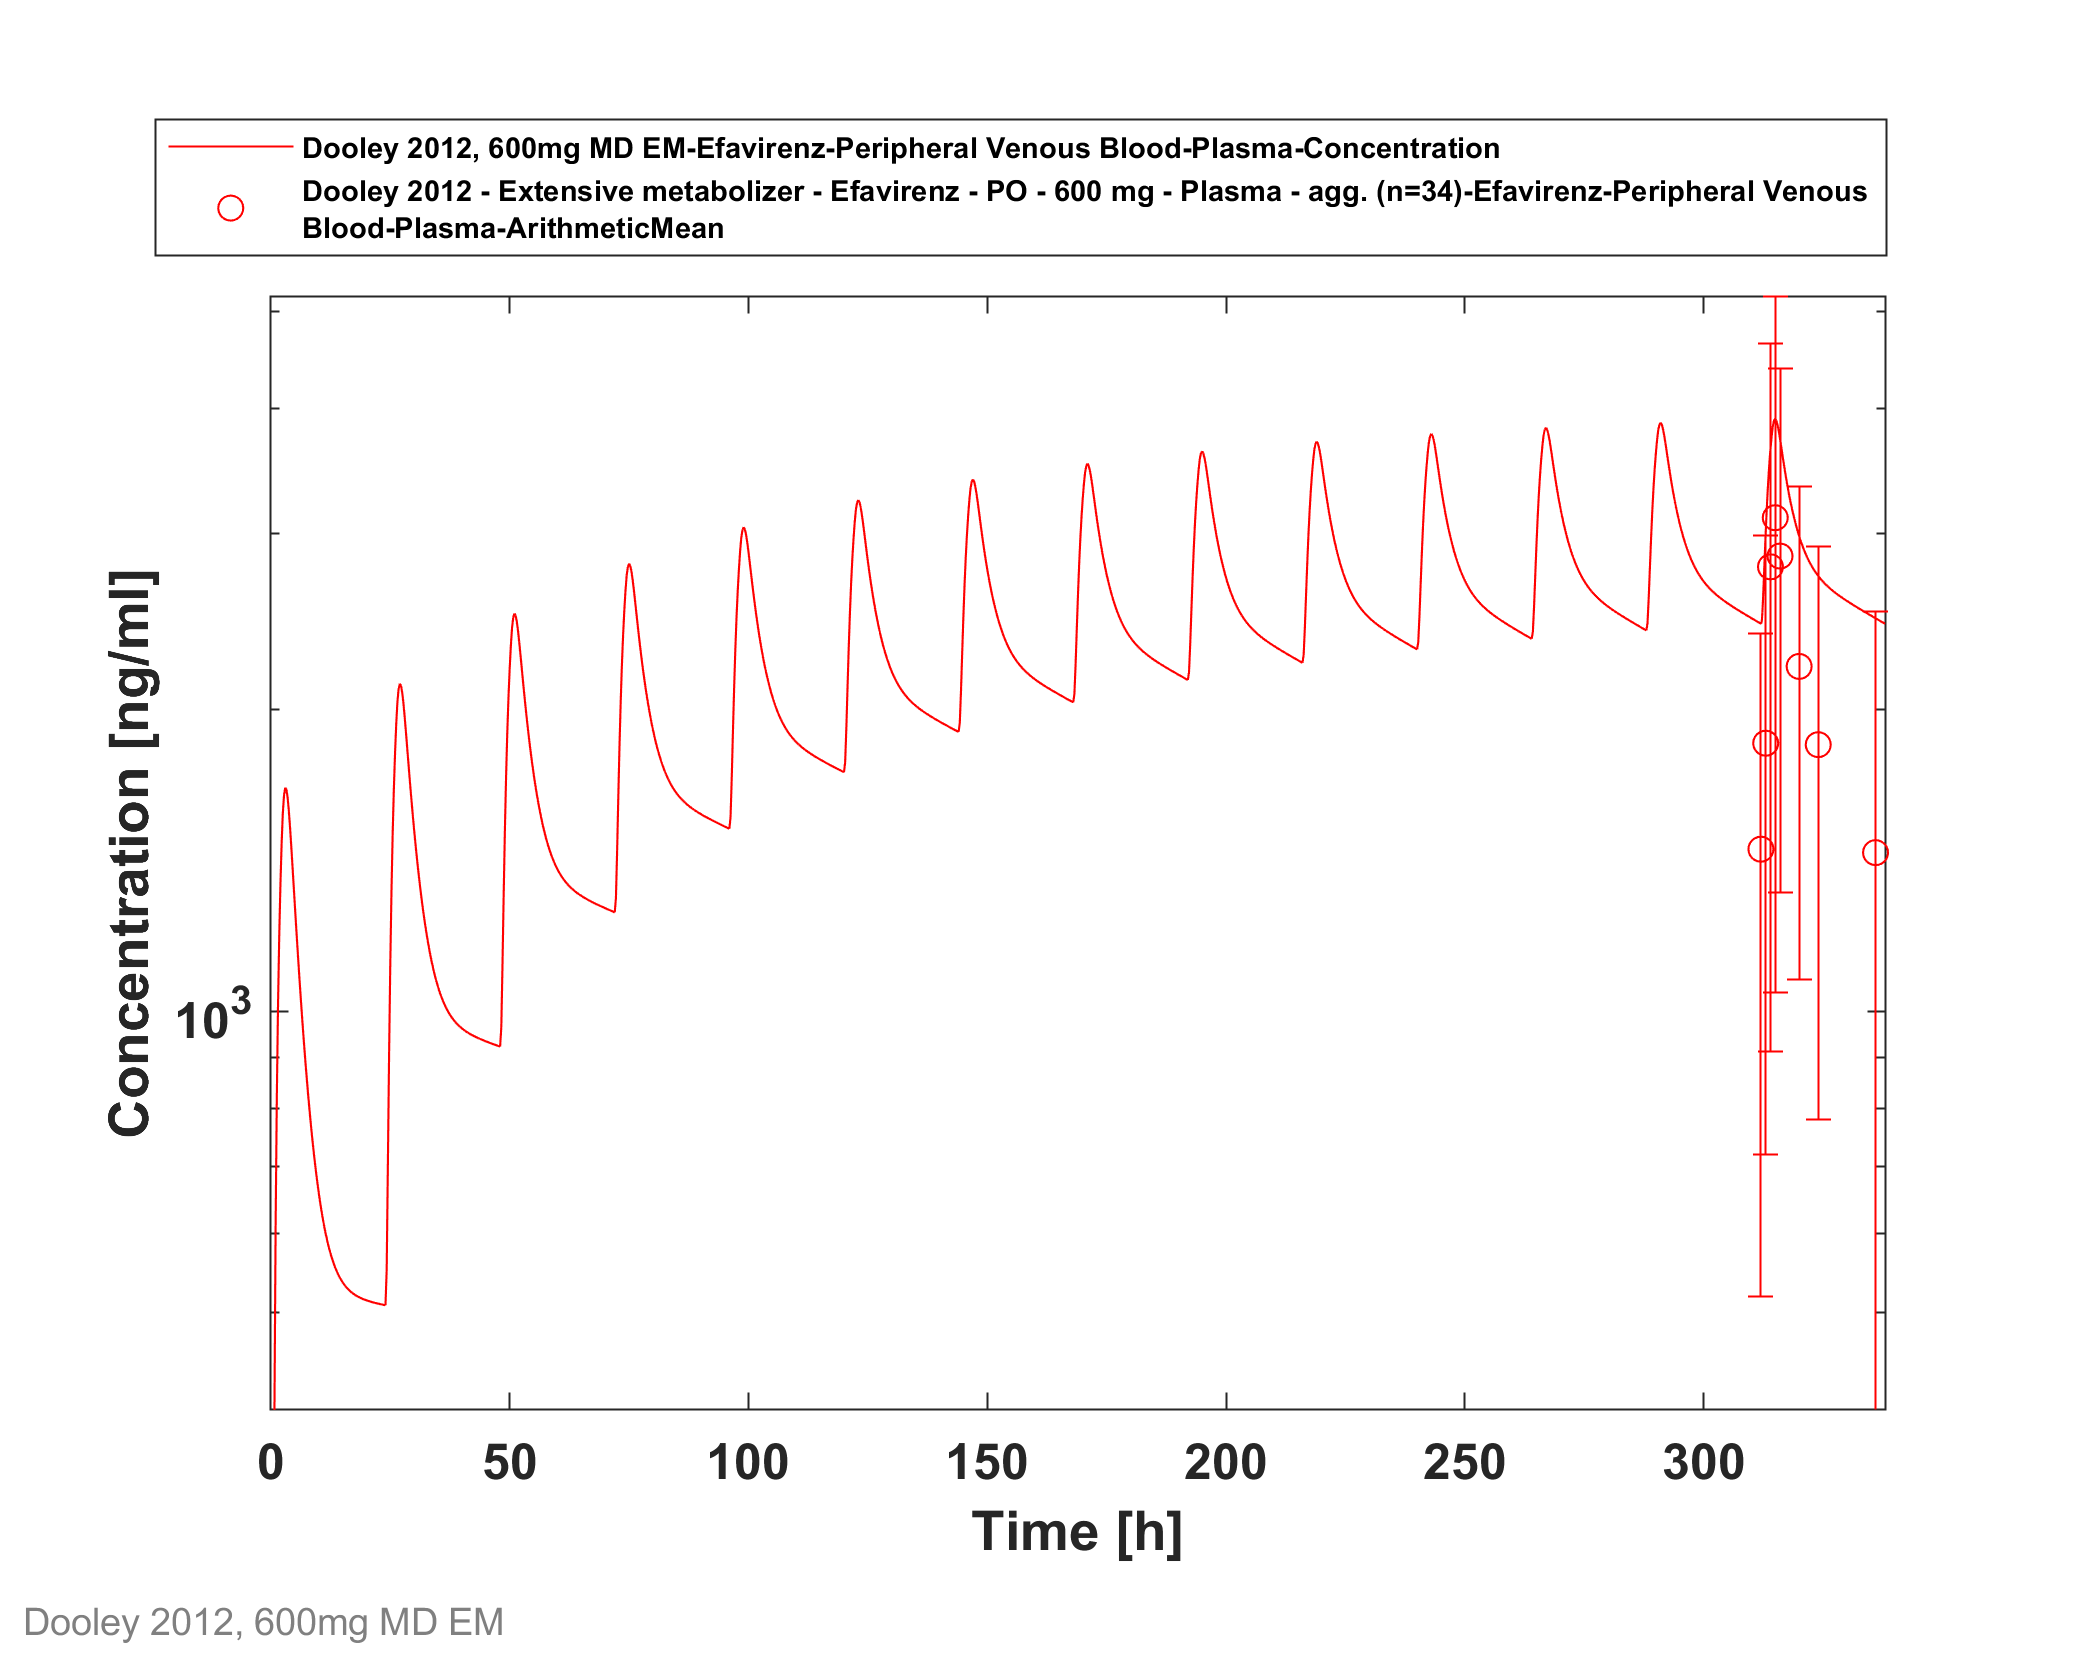 Dooley 2012, 600mg MD EM-Efavirenz-Peripheral Venous Blood-Plasma-Concentration
Dooley 2012 - Extensive metabolizer - Efavirenz - PO - 600 mg - Plasma - agg. (n=34)-Efavirenz-Peripheral Venous
Blood-Plasma-ArithmeticMean
Concentration [ng/ml]
10³
0 50 100 150 200 250 300
Time [h]
Dooley 2012, 600mg MD EM